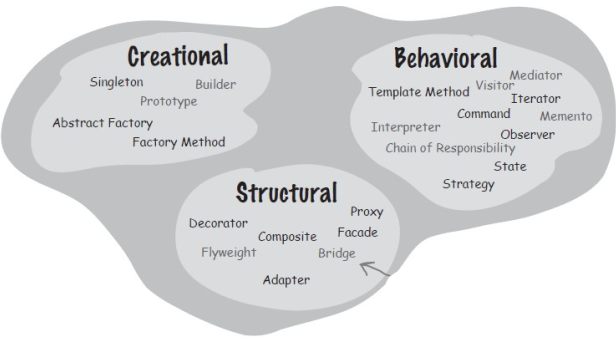 Creational
Singleton
Builder
Prototype
Abstract Factory
Factory Method
Behavioral
Mediator
Template Method
Visitor
Iterator
Command
Memento
Interpreter
Observer
Chain of Responsibility
State
Strategy
Structural
Proxy
Decorator
Composite
Facade
Flyweight
Bridge
Adapter